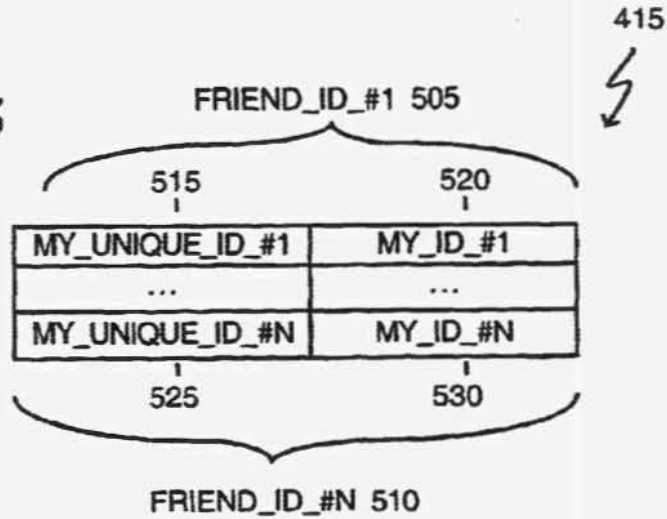 415
FRIEND_ID_#1 505
515 520
MY_UNIQUE_ID_#1 MY_ID_#1
... ...
MY_UNIQUE_ID_#N MY_ID_#N
525 530
FRIEND_ID_#N 510